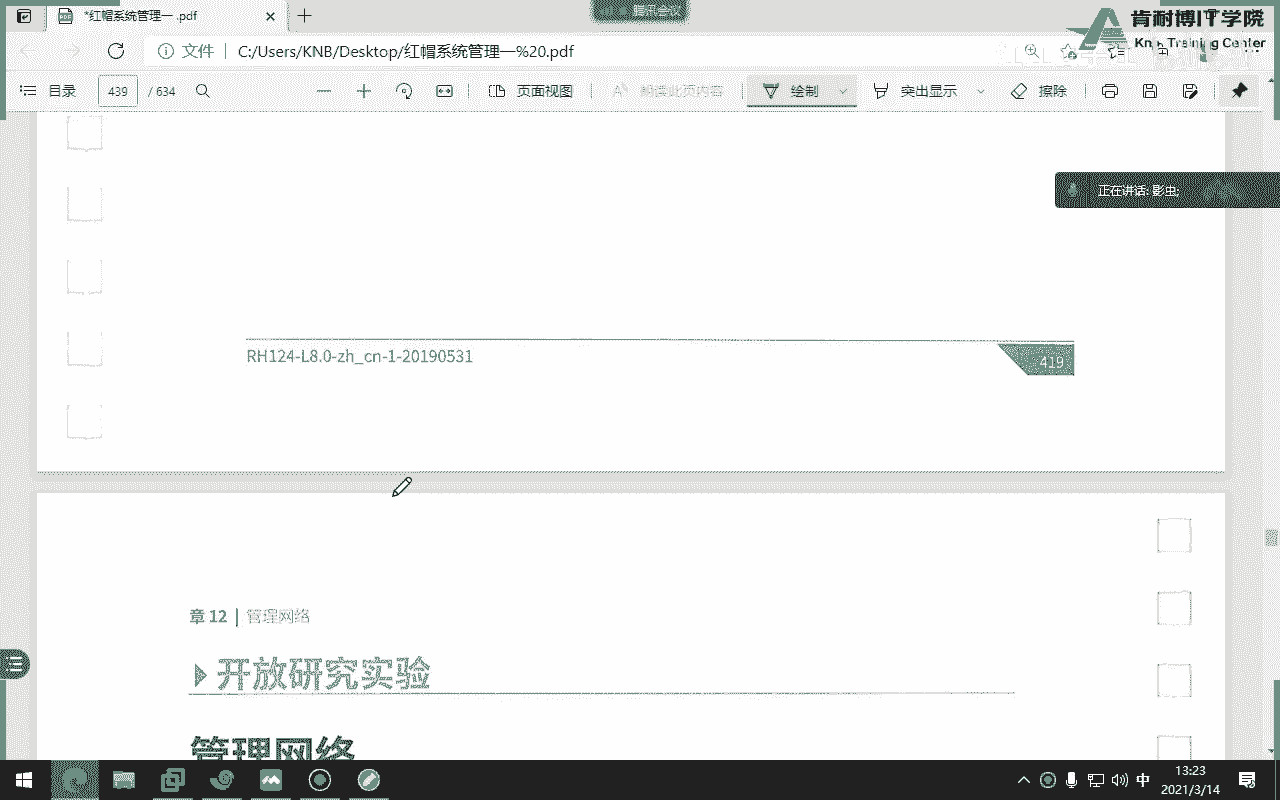 *红帽系统管理一 .pdf
腾讯会议
肯耐博IT学院
文件
C:/Users/KNB/Desktop/红帽系统管理一%20.pdf
Training Center
目录
439
/ 634
页面视图
朗读此页内容
绘制
突出显示
擦除
正在讲话: 影虫;
RH124-L8.0-zh_cn-1-20190531
419
章 12 | 管理网络
开放研究实验
管理网络
中
13:23
2021/3/14